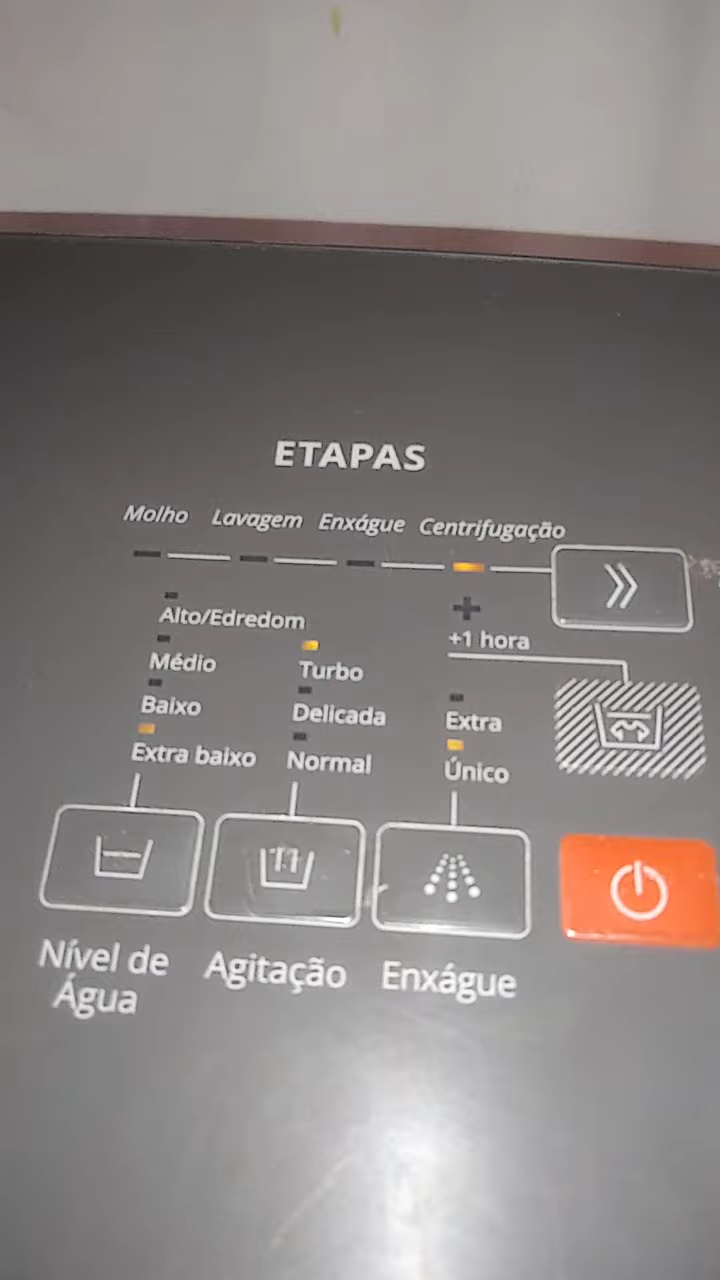 ETAPAS
Molho Lavagem Enxágue Centrifugação
Alto/Edredom
+1 hora
Médio
Turbo
Baixo
Delicada
Extra
Extra baixo
Normal
Único
Nível de
Água
Agitação
Enxágue